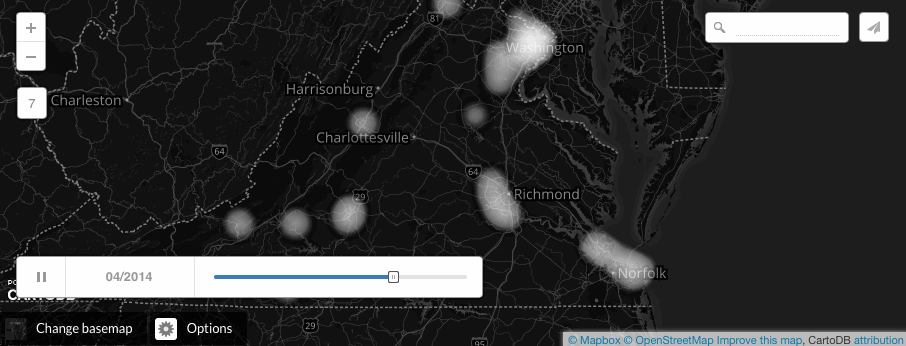 81
+
Washington
−
Harrisonburg
7
Charleston
Charlottesville
64
64
29
Richmond
Norfolk
04/2014
CARTODB
Change basemap
Options
29
95
© Mapbox © OpenStreetMap Improve this map, CartoDB attribution